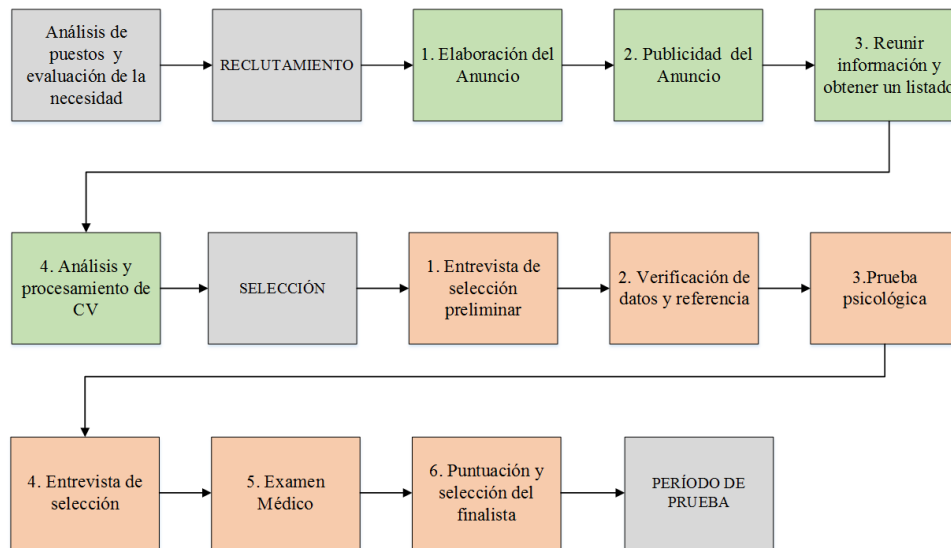 Análisis de
puestos y
evaluación de la
necesidad
RECLUTAMIENTO
1. Elaboración del
Anuncio
2. Publicidad del
Anuncio
3. Reunir
información y
obtener un listado
4. Análisis y
procesamiento de
CV
SELECCIÓN
1. Entrevista de
selección
preliminar
2. Verificación de
datos y referencia
3.Prueba
psicológica
4. Entrevista de
selección
5. Examen
Médico
6. Puntuación y
selección del
finalista
PERÍODO DE
PRUEBA